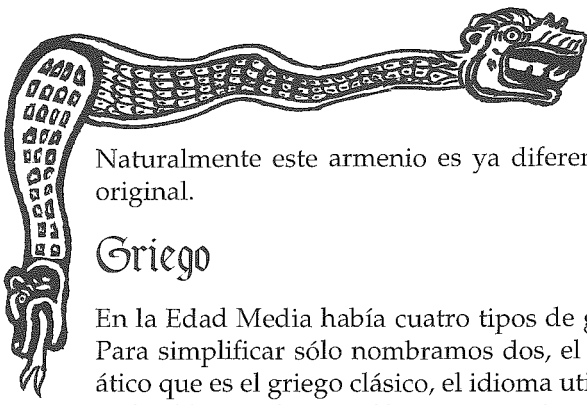 Naturalmente este armenio es ya diferen
original.
Griego
En la Edad Media había cuatro tipos de g
Para simplificar sólo nombramos dos, el
ático que es el griego clásico, el idioma uti